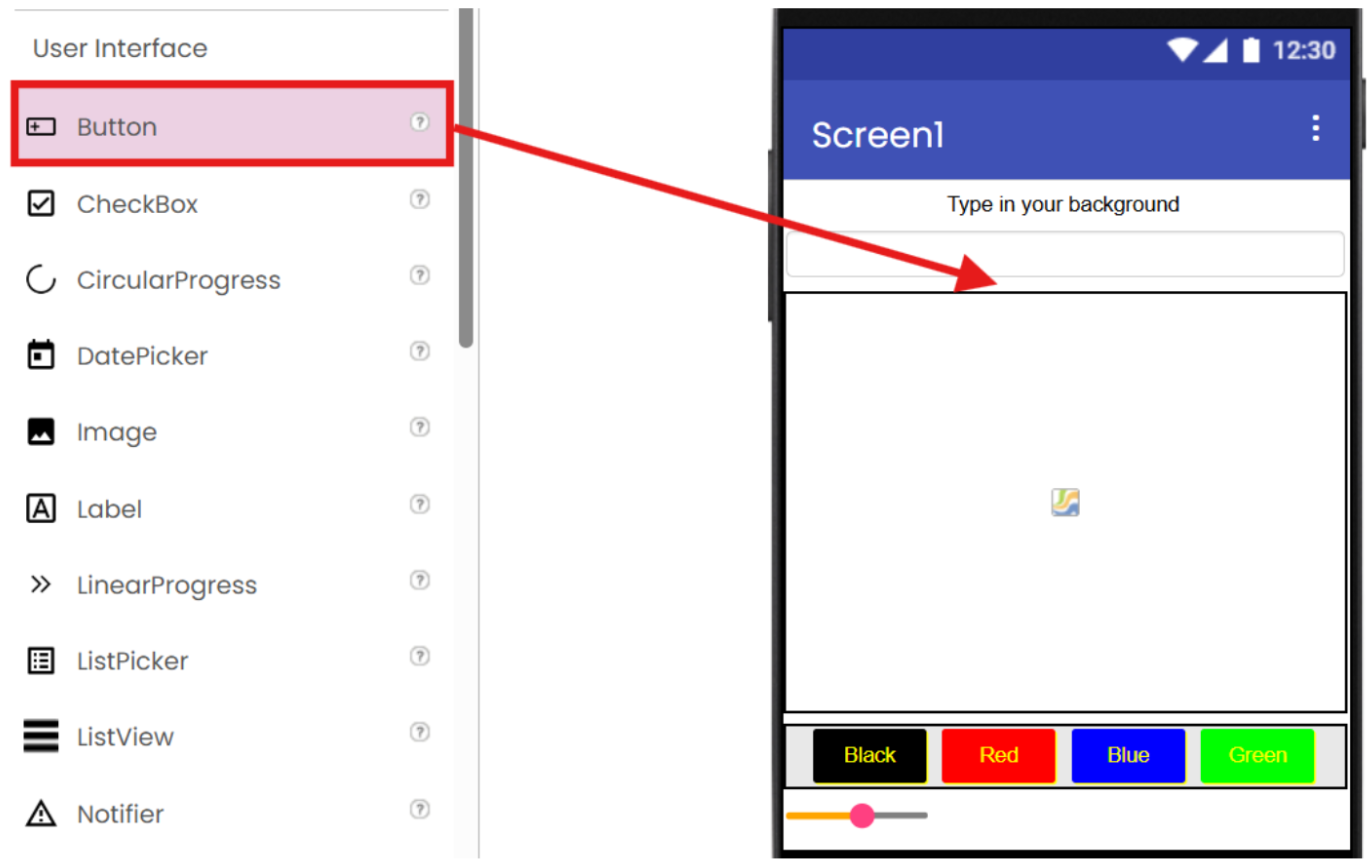 User Interface
Button ?
CheckBox ?
CircularProgress ?
DatePicker ?
Image ?
Label ?
LinearProgress ?
ListPicker ?
ListView ?
Notifier ?
12:30
Screen1
Type in your background
Black Red Blue Green